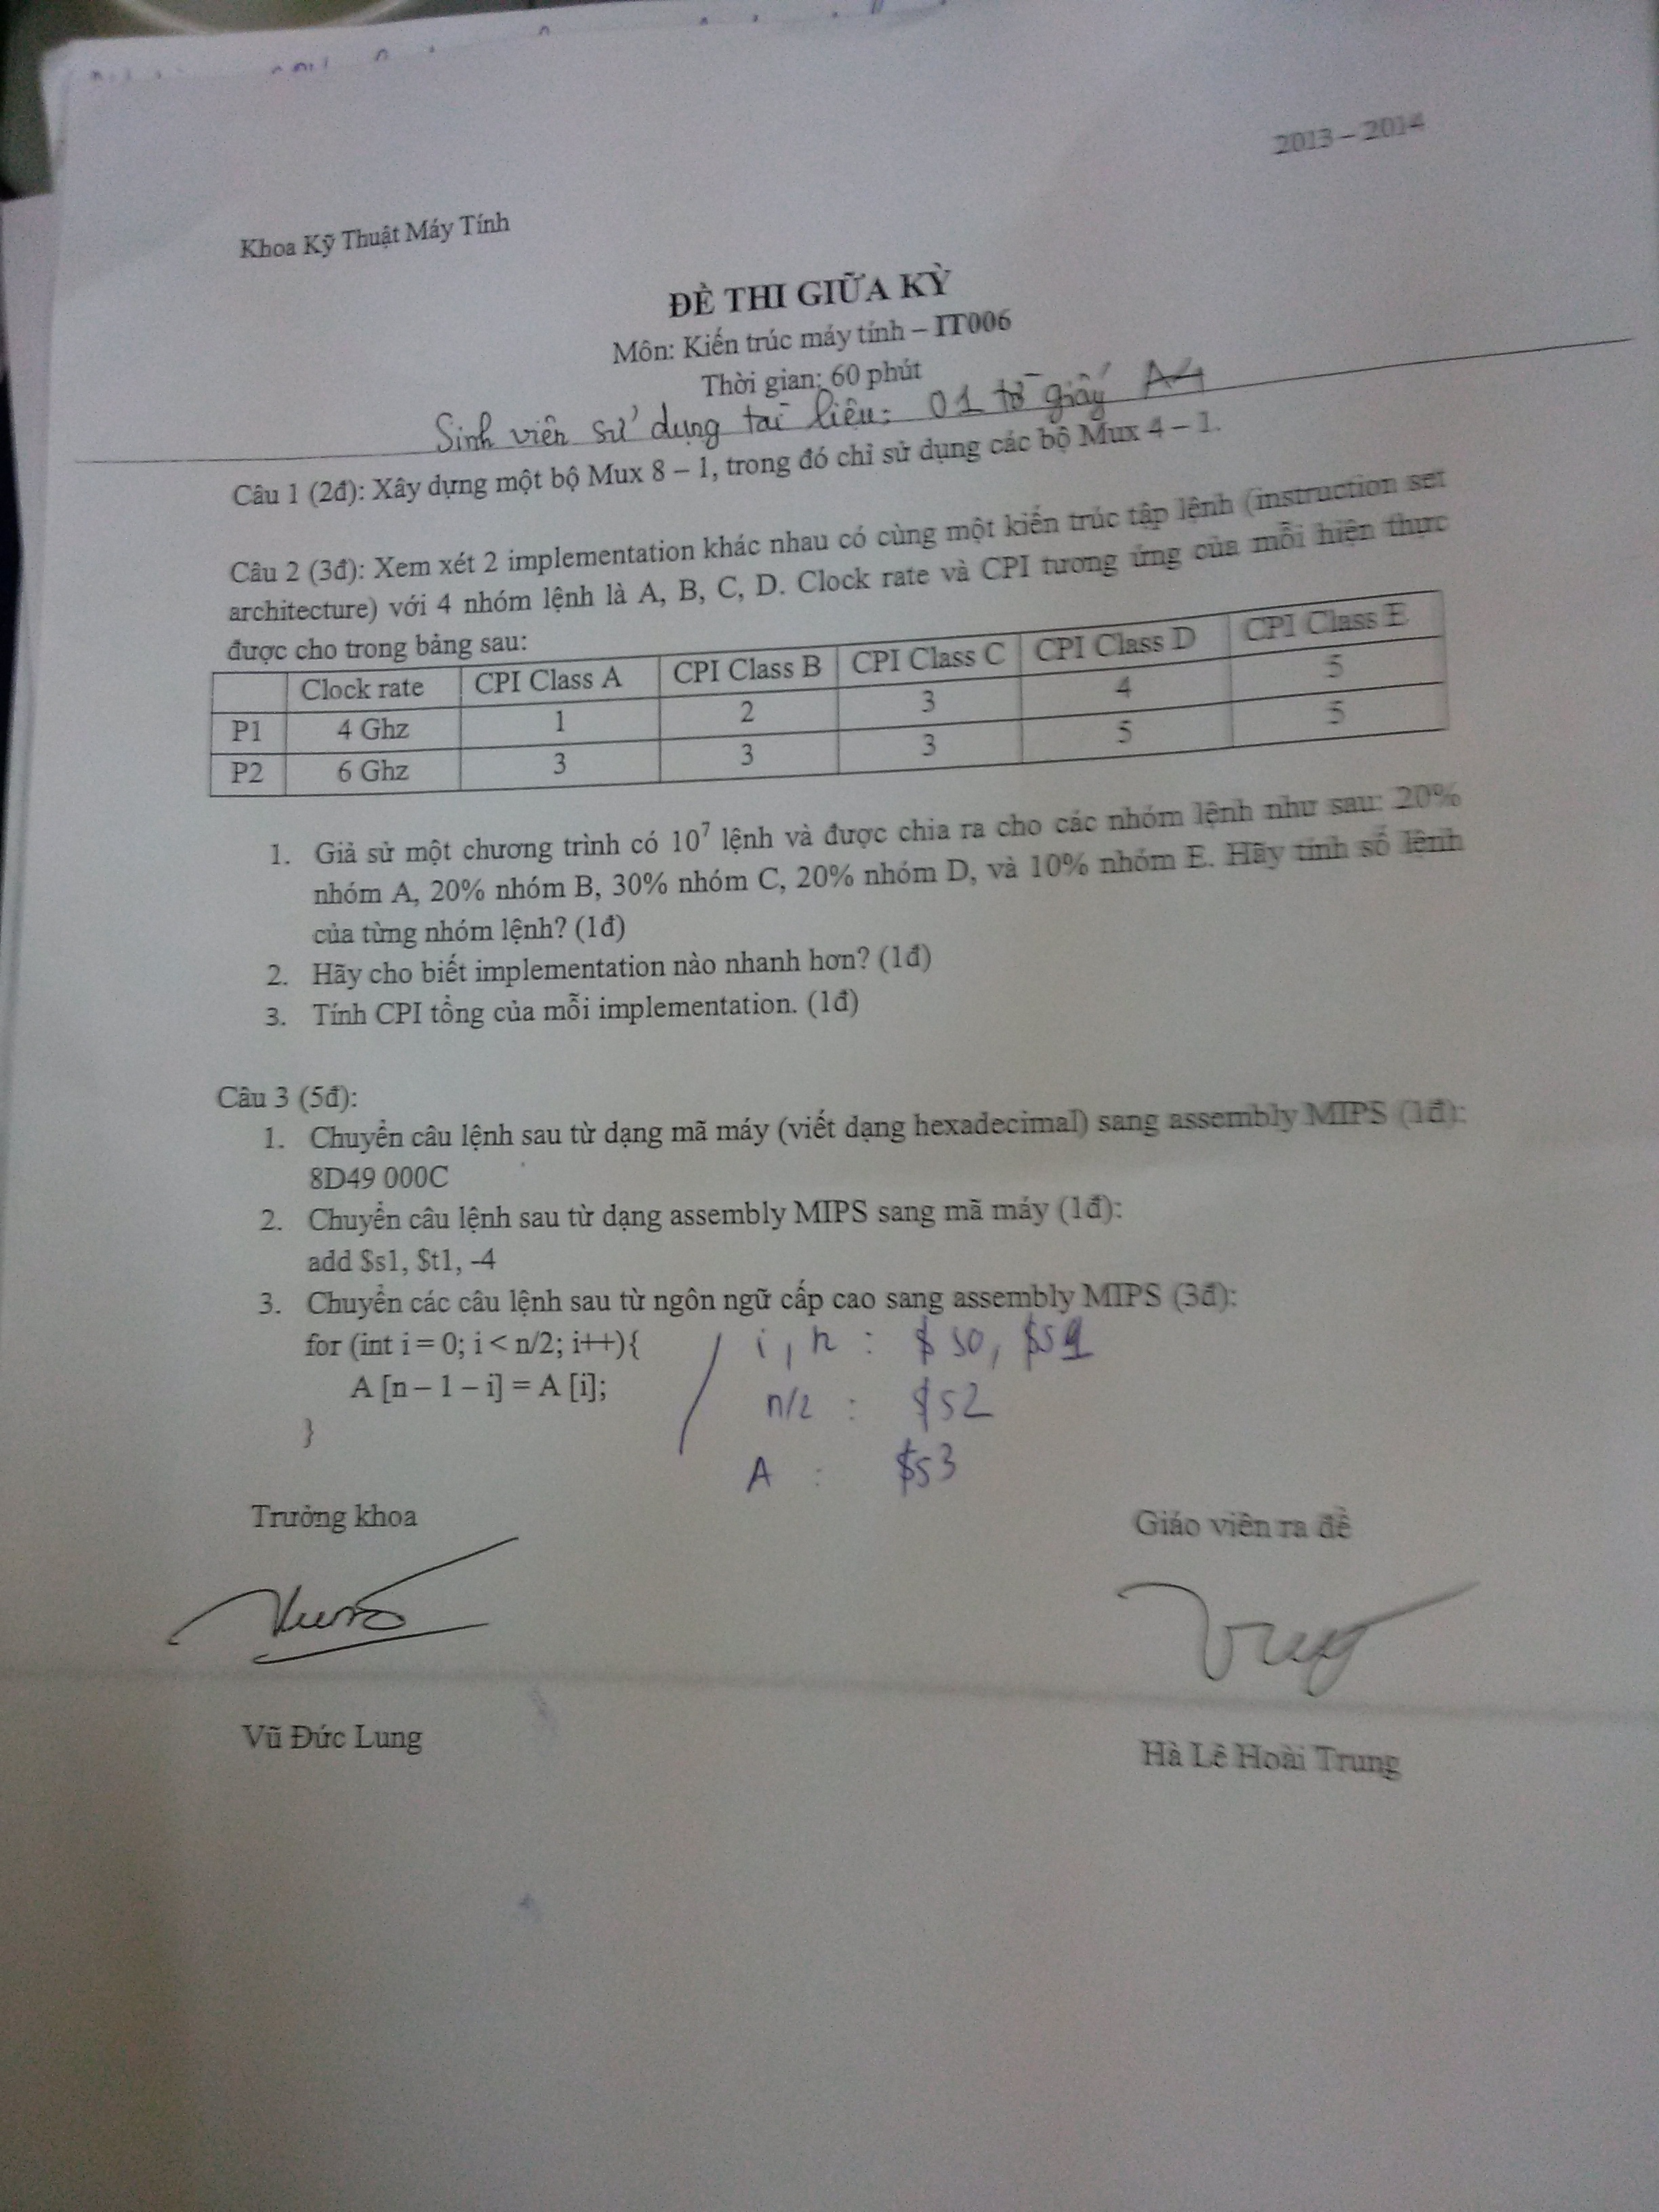 2013 – 2014
Khoa Kỹ Thuật Máy Tính
ĐỀ THI GIỮA KỲ
Môn: Kiến trúc máy tính – IT006
Thời gian: 60 phút
Sinh viên sử dụng tài liệu: 01 tờ giấy A4
Câu 1 (2đ): Xây dựng một bộ Mux 8 – 1, trong đó chỉ sử dụng các bộ Mux 4 – 1.
Câu 2 (3đ): Xem xét 2 implementation khác nhau có cùng một kiến trúc tập lệnh (instruction set
architecture) với 4 nhóm lệnh là A, B, C, D. Clock rate và CPI tương ứng của mỗi hiện thực
được cho trong bảng sau:
Clock rate CPI Class A CPI Class B CPI Class C CPI Class D CPI Class E
P1 4 Ghz 1 2 3 4 5
P2 6 Ghz 3 3 3 5 5
1. Giả sử một chương trình có 10⁷ lệnh và được chia ra cho các nhóm lệnh như sau: 20%
nhóm A, 20% nhóm B, 30% nhóm C, 20% nhóm D, và 10% nhóm E. Hãy tính số lệnh
của từng nhóm lệnh? (1đ)
2. Hãy cho biết implementation nào nhanh hơn? (1đ)
3. Tính CPI tổng của mỗi implementation. (1đ)
Câu 3 (5đ):
1. Chuyển câu lệnh sau từ dạng mã máy (viết dạng hexadecimal) sang assembly MIPS (1đ):
8D49 000C
2. Chuyển câu lệnh sau từ dạng assembly MIPS sang mã máy (1đ):
add $s1, $t1, -4
3. Chuyển các câu lệnh sau từ ngôn ngữ cấp cao sang assembly MIPS (3đ):
for (int i = 0; i < n/2; i++){ i, n : $s0, $s1
A [n – 1 – i] = A [i]; n/2 : $s2
}
A : $s3
Trưởng khoa Giáo viên ra đề
Vũ Đức Lung Hà Lê Hoài Trung